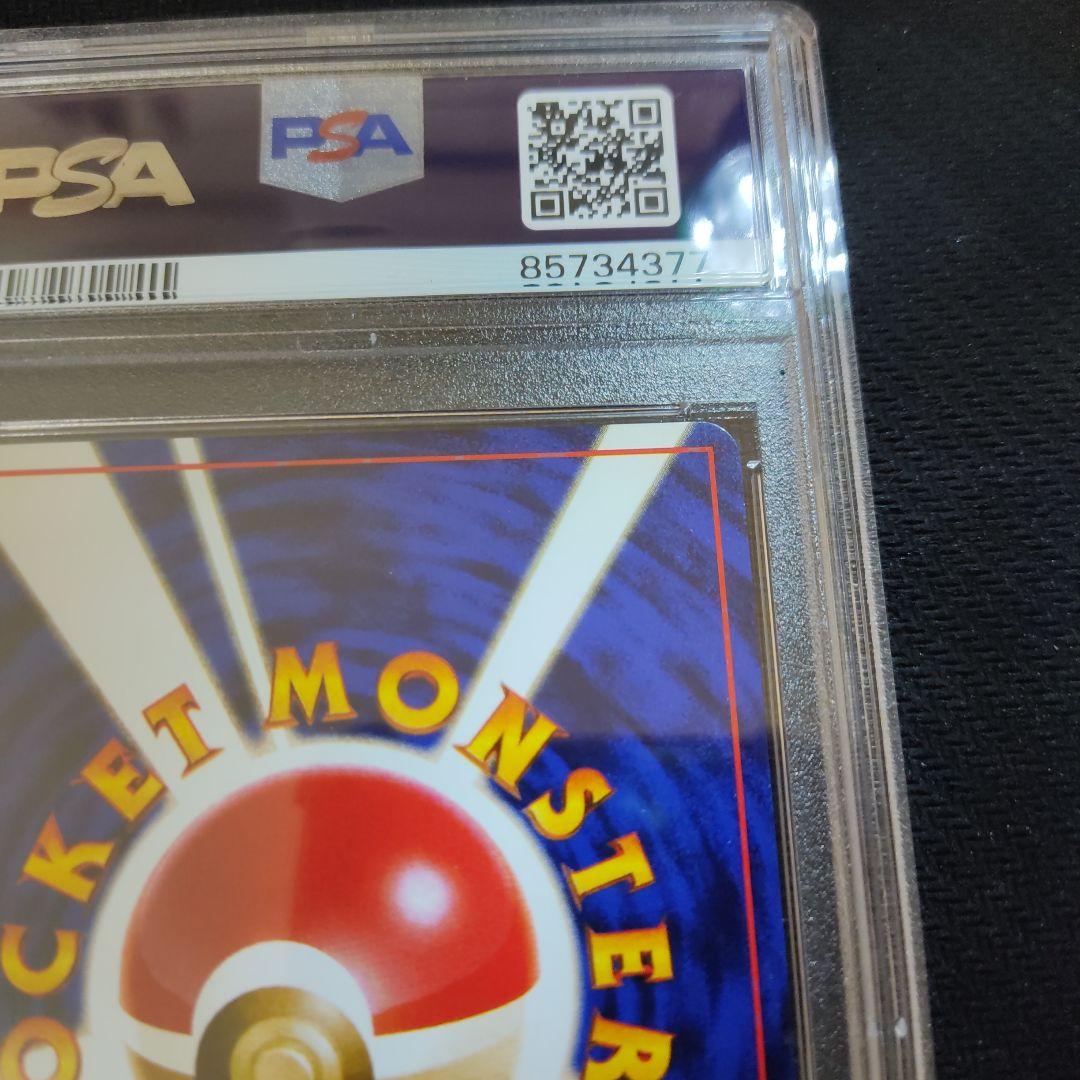 PSA
PSA
85734377
POCKET MONSTERS